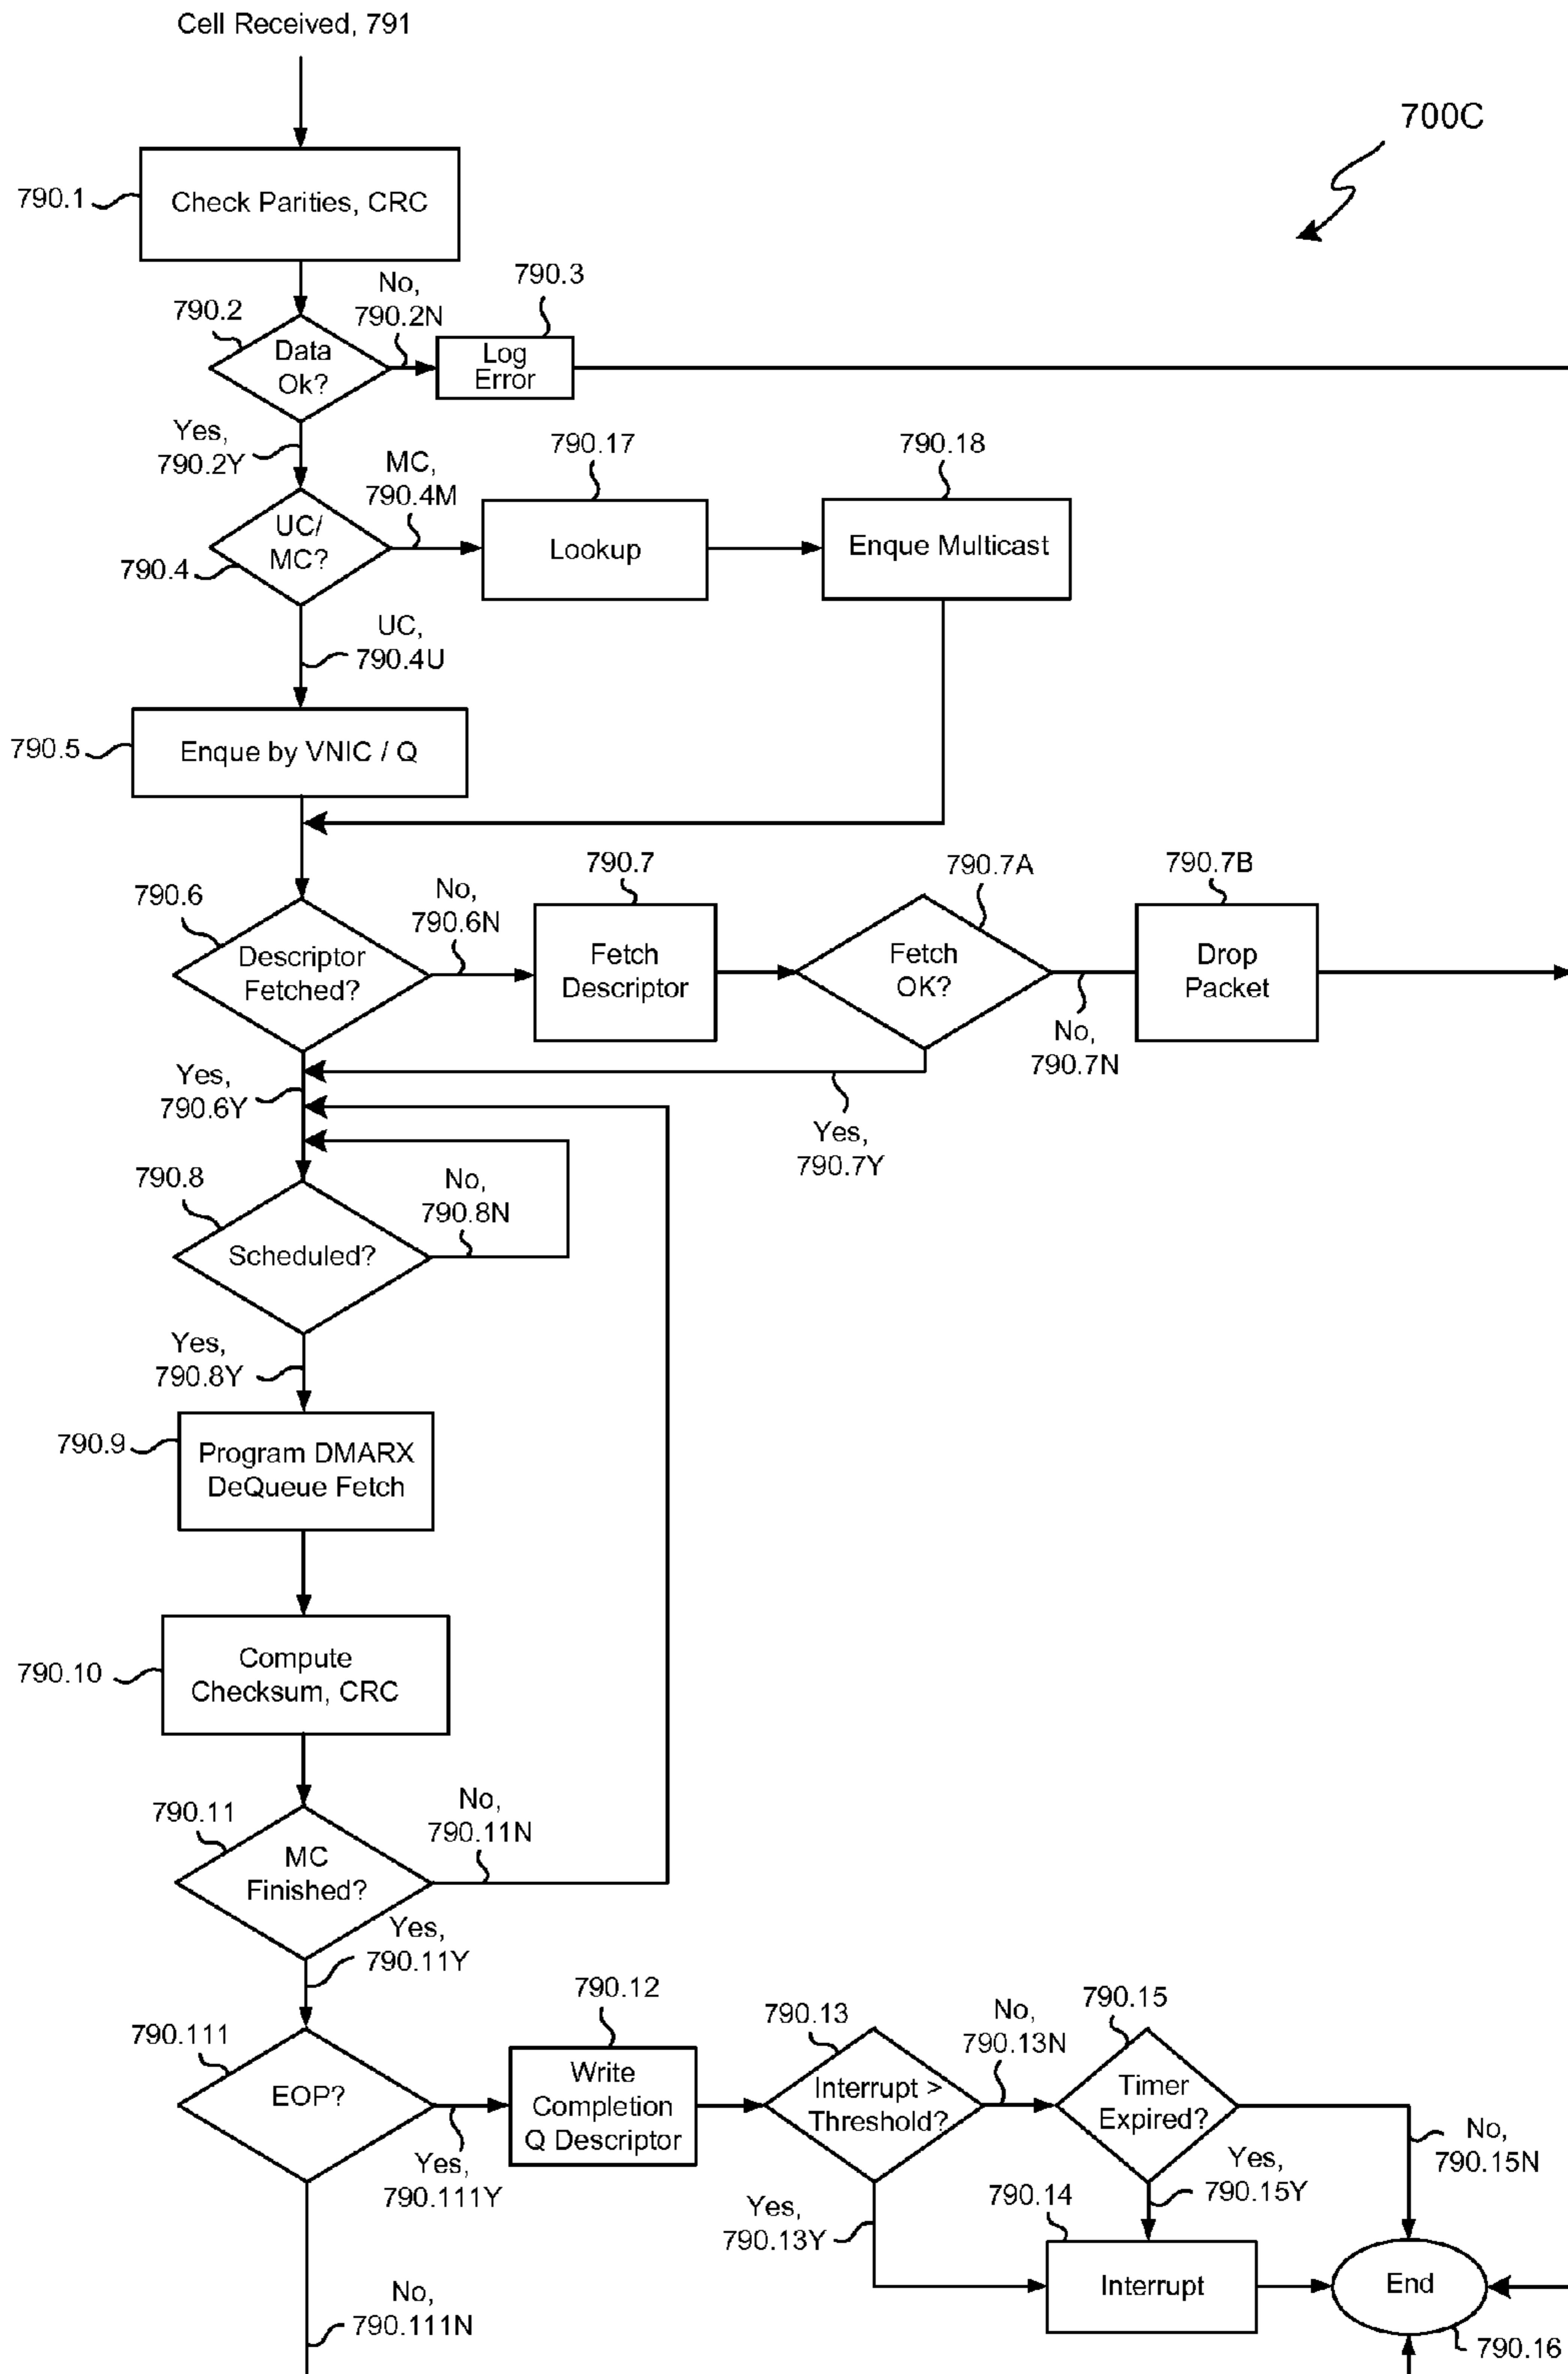 Cell Received, 791
700C
790.1
Check Parities, CRC
790.2
No,
790.2N
790.3
Data
Ok?
Log
Error
Yes,
790.2Y
MC,
790.4M
790.17
790.18
UC/
MC?
790.4
Lookup
Enque Multicast
UC,
790.4U
790.5
Enque by VNIC / Q
790.6
No,
790.6N
790.7
790.7A
790.7B
Descriptor
Fetched?
Fetch
Descriptor
Fetch
OK?
Drop
Packet
No,
790.7N
Yes,
790.6Y
Yes,
790.7Y
790.8
No,
790.8N
Scheduled?
Yes,
790.8Y
790.9
Program DMARX
DeQueue Fetch
790.10
Compute
Checksum, CRC
790.11
No,
790.11N
MC
Finished?
Yes,
790.11Y
790.111
790.12
790.13
No,
790.13N
790.15
EOP?
Write
Completion
Q Descriptor
Interrupt >
Threshold?
Timer
Expired?
Yes,
790.111Y
No,
790.15N
Yes,
790.15Y
Yes,
790.13Y
790.14
Interrupt
End
790.16
No,
790.111N